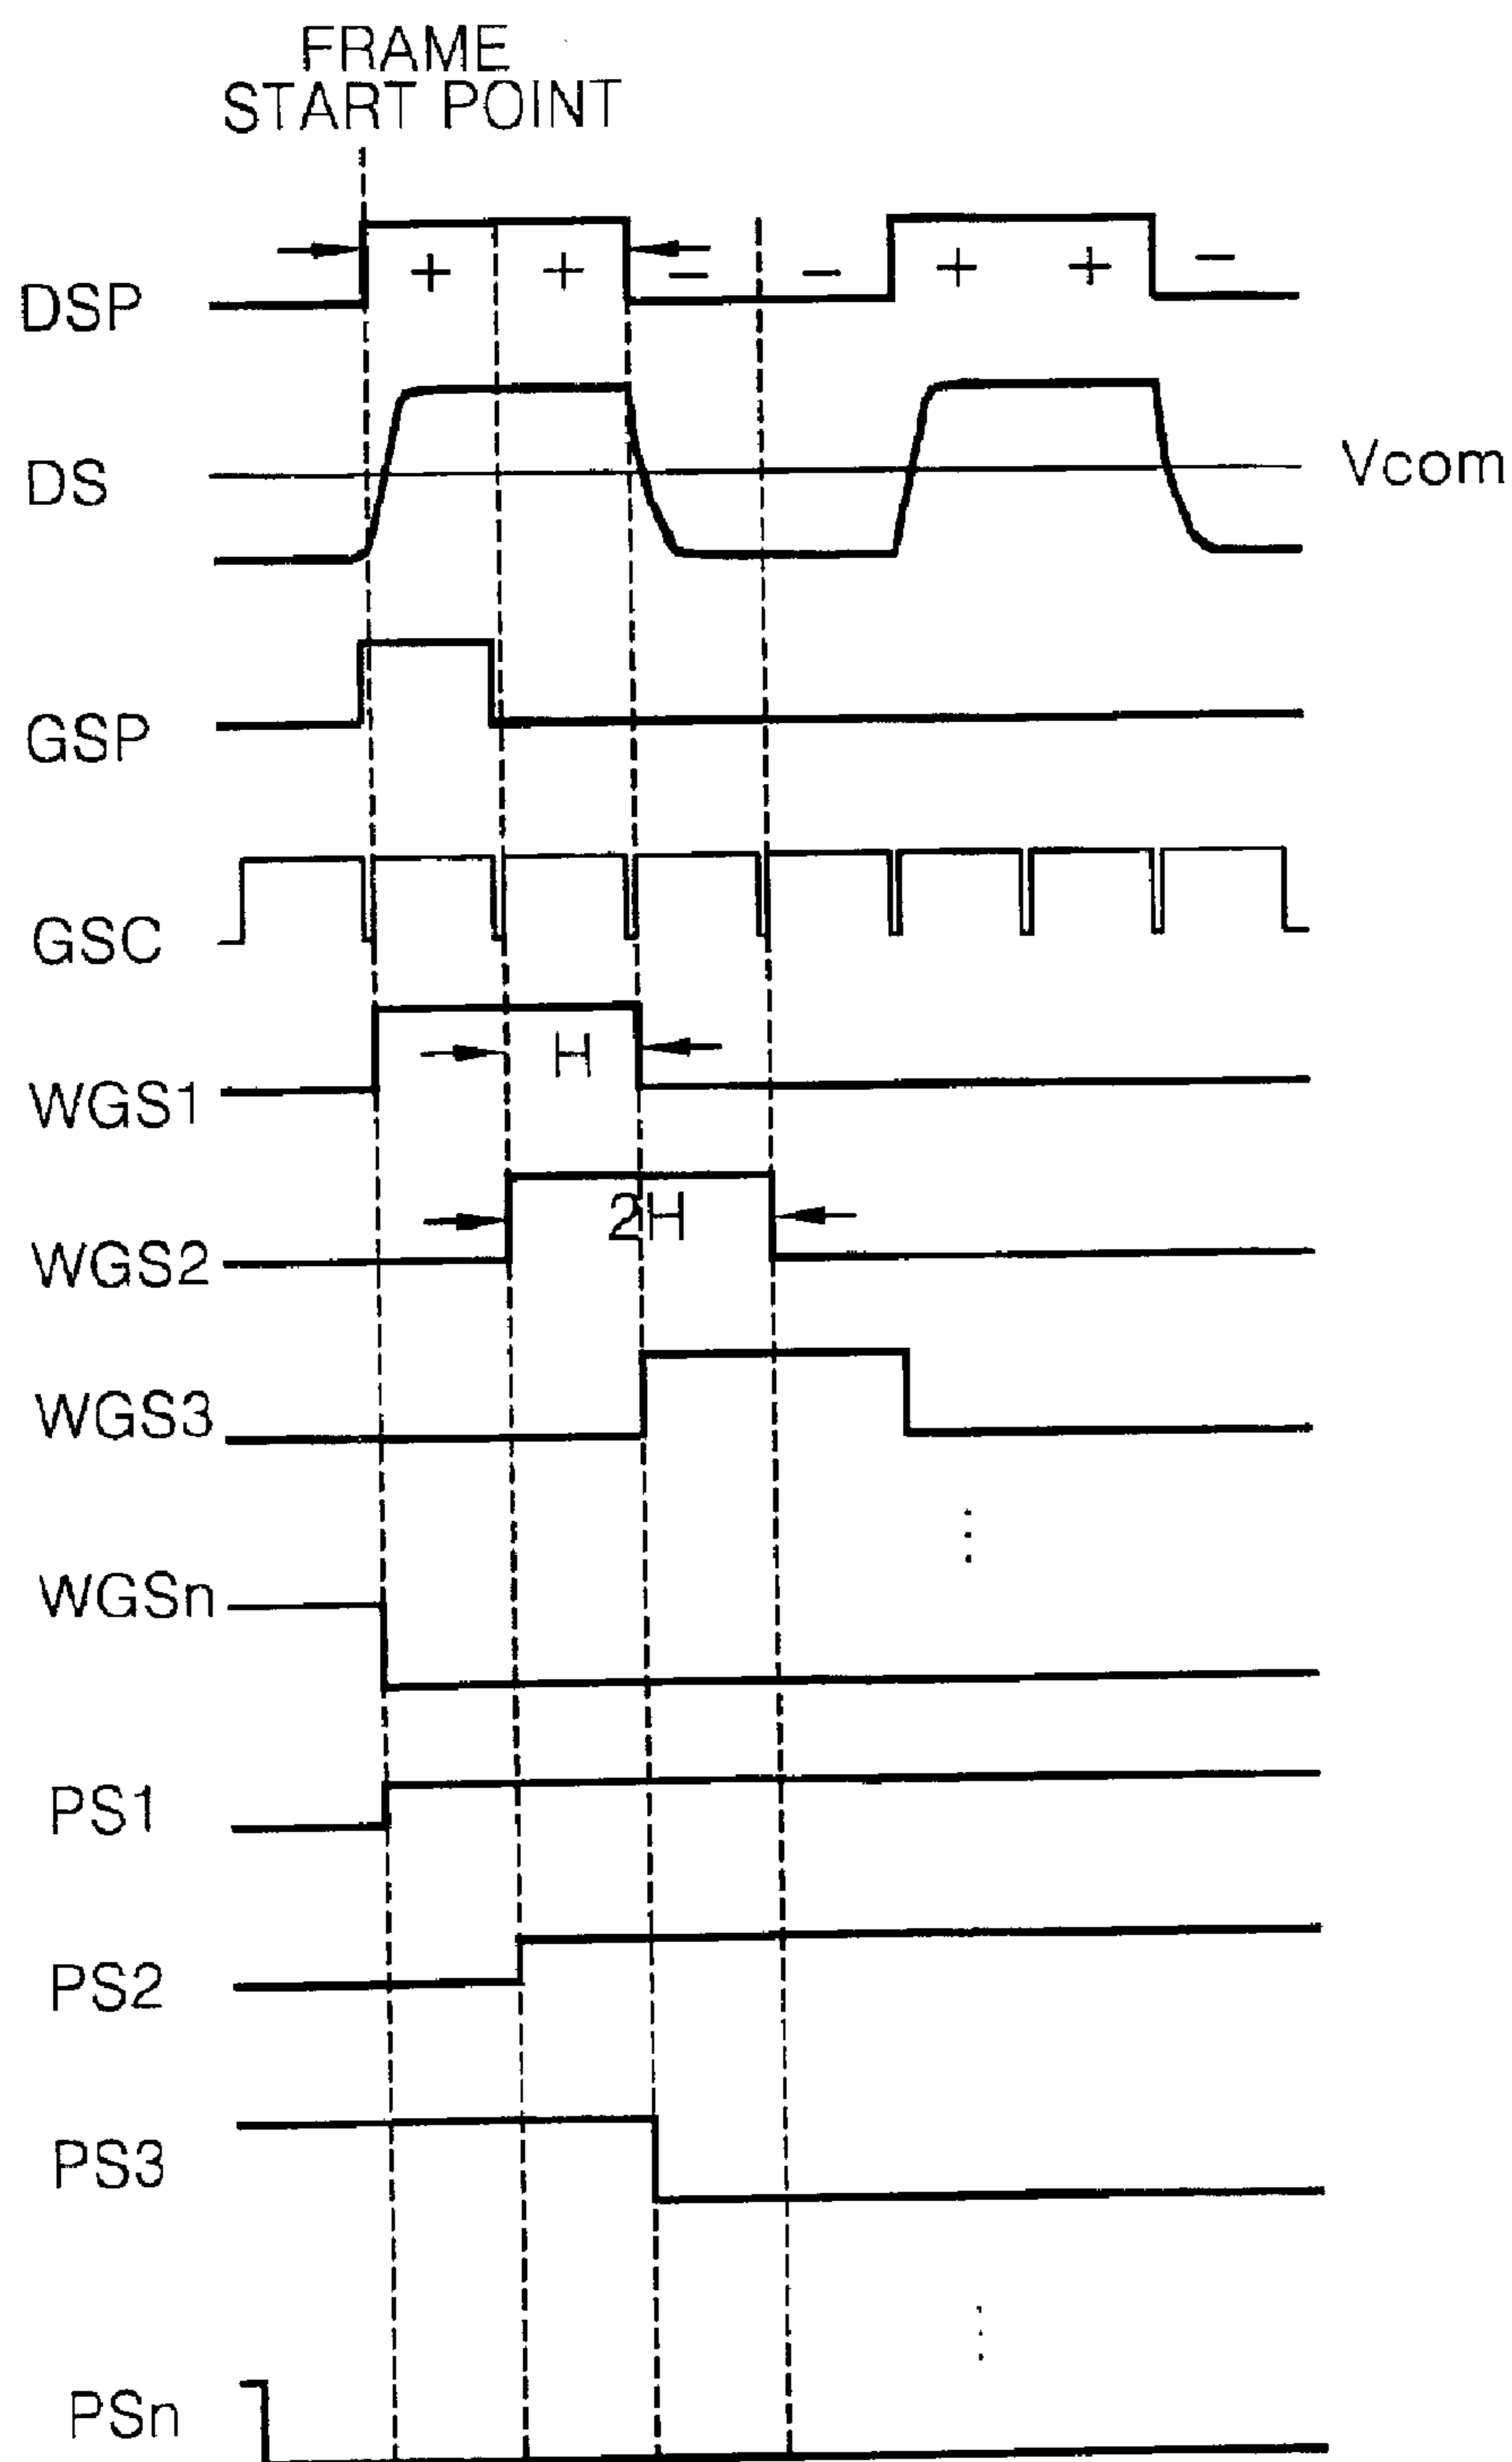 FRAME
START POINT
DSP
+ + − − + + −
DS
Vcom
GSP
GSC
WGS1
H
WGS2
2H
WGS3
WGSn
PS1
PS2
PS3
PSn